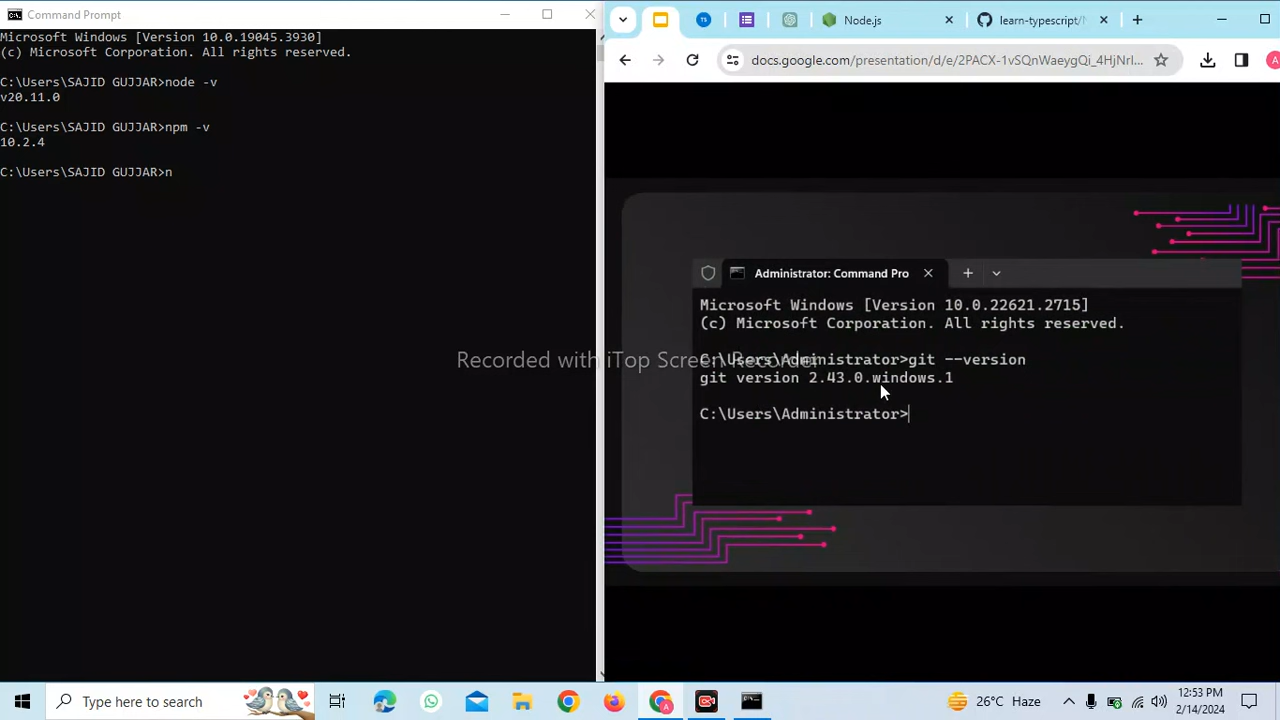 Command Prompt
Microsoft Windows [Version 10.0.19045.3930]
(c) Microsoft Corporation. All rights reserved.
C:\Users\SAJID GUJJAR>node -v
v20.11.0
C:\Users\SAJID GUJJAR>npm -v
10.2.4
C:\Users\SAJID GUJJAR>n
Node.js
learn-typescript/
docs.google.com/presentation/d/e/2PACX-1vSQnWaeygQi_4HjNrI...
A
Administrator: Command Pro
Microsoft Windows [Version 10.0.22621.2715]
(c) Microsoft Corporation. All rights reserved.
C:\Users\Administrator>git --version
git version 2.43.0.windows.1
C:\Users\Administrator>
Recorded with iTop Screen Recorder
Type here to search
26°C Haze
12:53 PM
2/14/2024